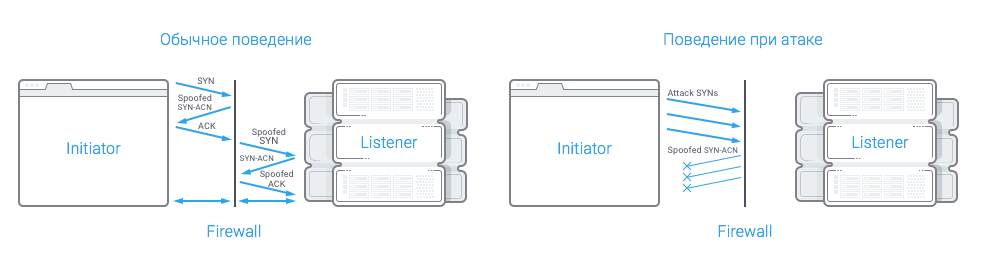 Обычное поведение
SYN
Spoofed
SYN-ACN
ACK
Spoofed
SYN
SYN-ACN
Spoofed
ACK
Initiator
Listener
Firewall
Поведение при атаке
Attack SYNs
Spoofed SYN-ACN
Initiator
Listener
Firewall